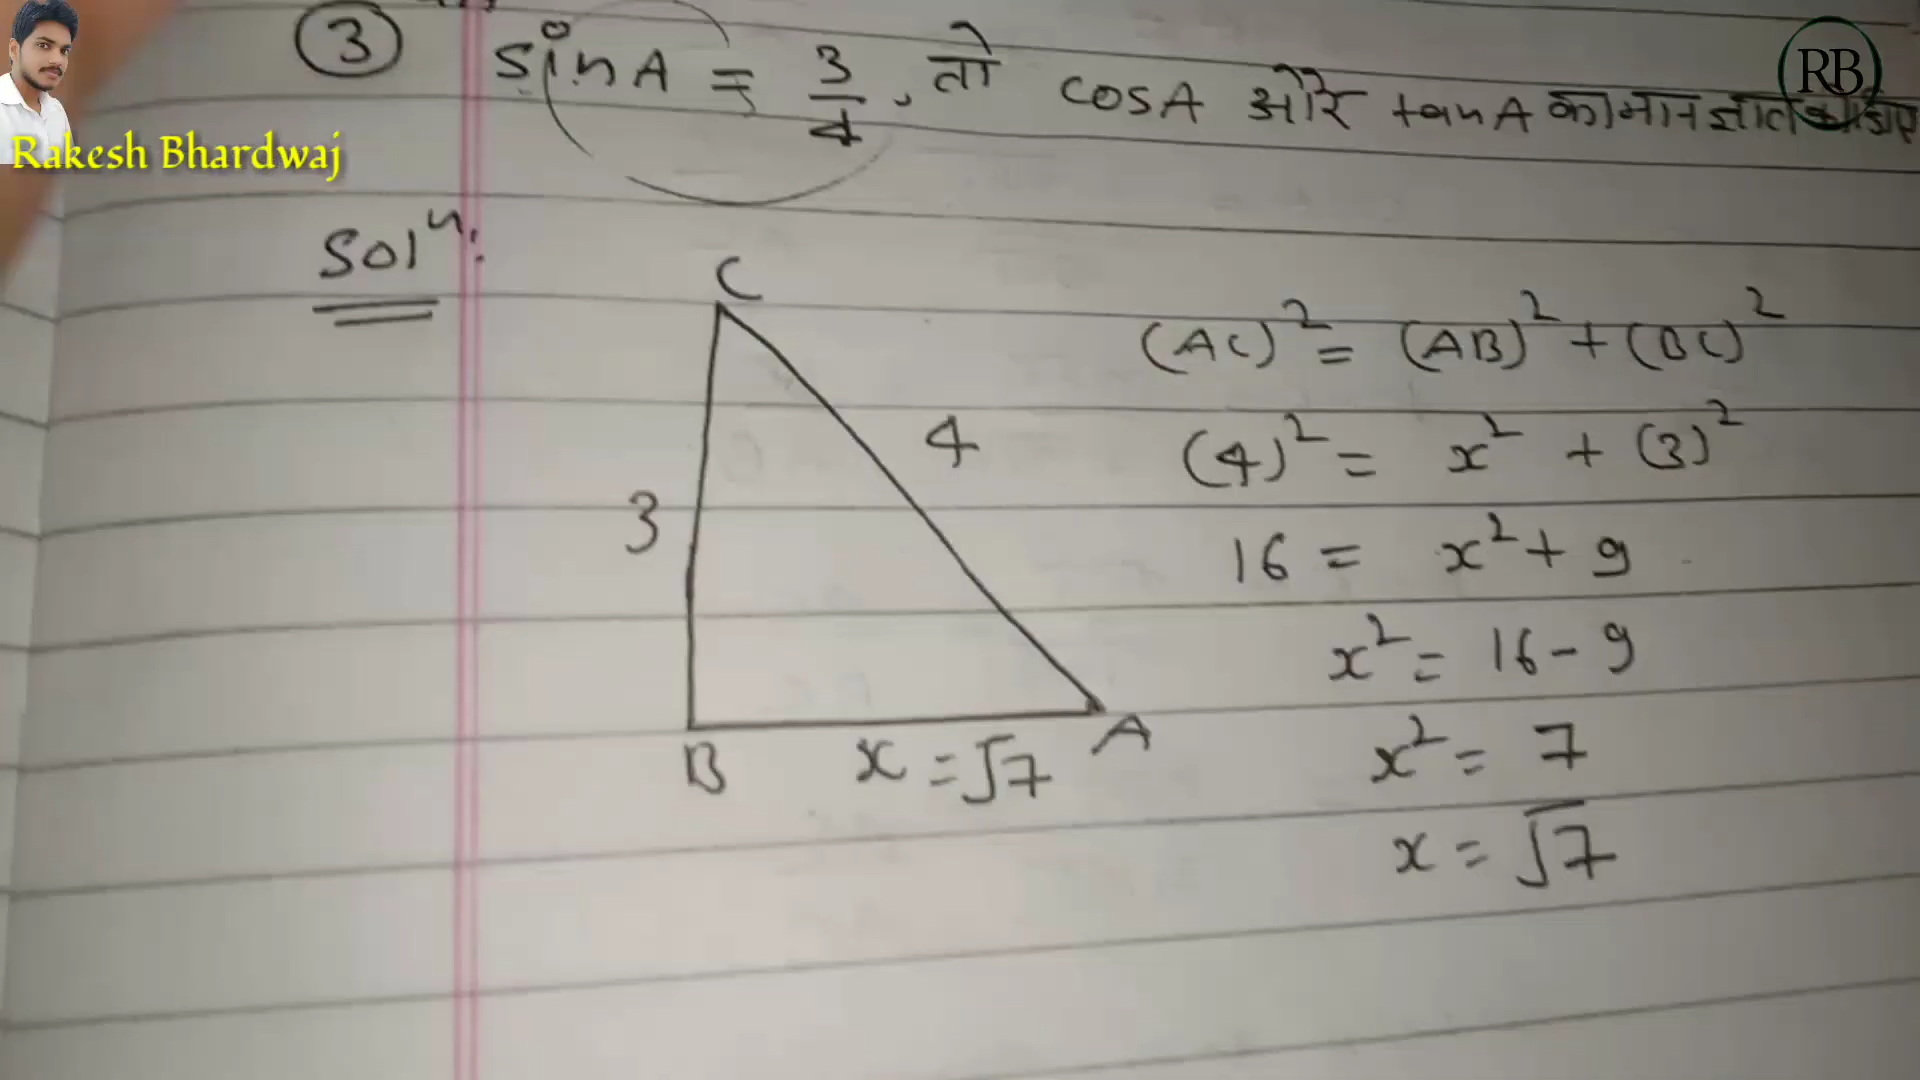 ③ sinA = 3/4, तो cosA और tanA का मान ज्ञात
RB
Rakesh Bhardwaj
Solⁿ:
C
(AC)² = (AB)² + (BC)²
4
(4)² = x² + (3)²
3
16 = x² + 9
x² = 16 - 9
B x = √7 A
x² = 7
x = √7